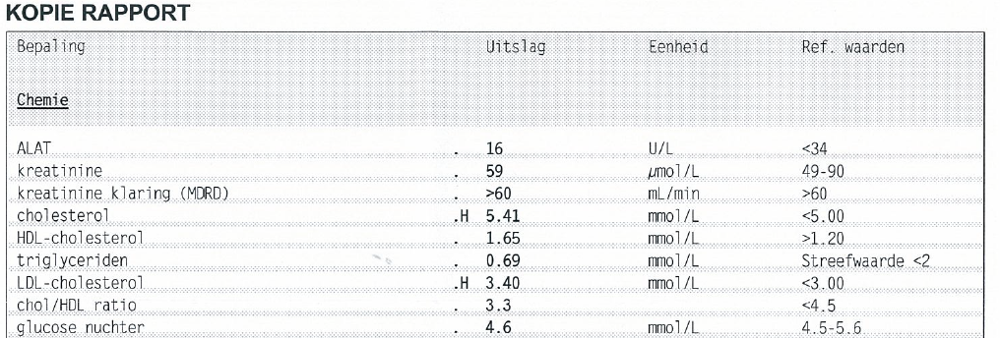 KOPIE RAPPORT
Bepaling Uitslag Eenheid Ref. waarden
Chemie
ALAT . 16 U/L <34
kreatinine . 59 µmol/L 49-90
kreatinine klaring (MDRD) . >60 mL/min >60
cholesterol .H 5.41 mmol/L <5.00
HDL-cholesterol . 1.65 mmol/L >1.20
triglyceriden . 0.69 mmol/L Streefwaarde <2
LDL-cholesterol .H 3.40 mmol/L <3.00
chol/HDL ratio . 3.3 <4.5
glucose nuchter . 4.6 mmol/L 4.5-5.6